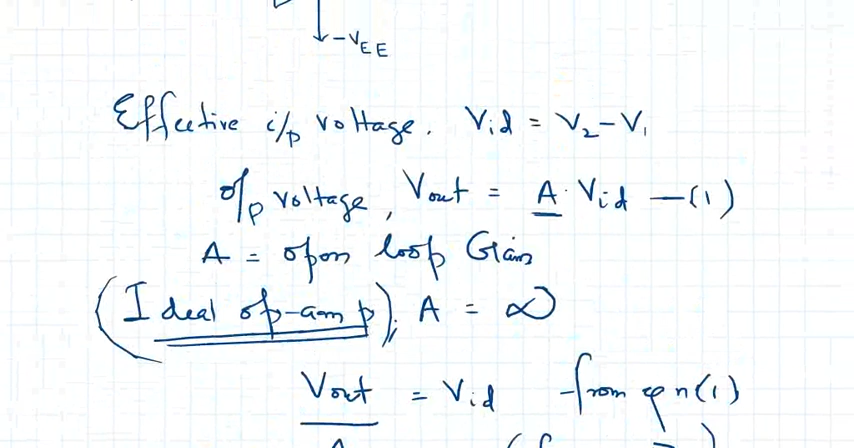 -VEE
Effective i/p voltage. Vid = V2-V1
o/p voltage, Vout = A. Vid —(1)
A = open loop Gain
(Ideal op-amp); A = ∞
Vout = Vid from eqn(1)
A